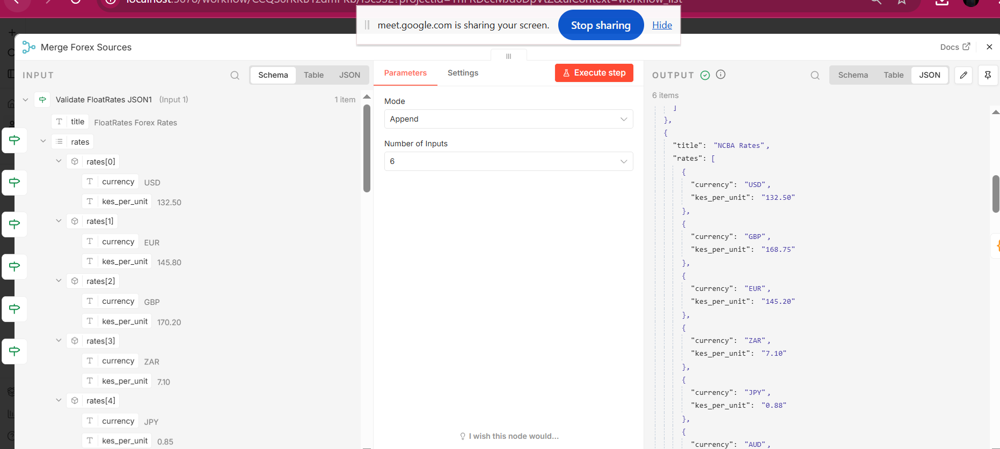 meet.google.com is sharing your screen.
Stop sharing
Hide
Merge Forex Sources
Docs
INPUT
Schema
Table
JSON
Validate FloatRates JSON1 (Input 1)
1 item
T title FloatRates Forex Rates
rates
rates[0]
T currency USD
T kes_per_unit 132.50
rates[1]
T currency EUR
T kes_per_unit 145.80
rates[2]
T currency GBP
T kes_per_unit 170.20
rates[3]
T currency ZAR
T kes_per_unit 7.10
rates[4]
T currency JPY
T kes_per_unit 0.85
Parameters
Settings
Execute step
Mode
Append
Number of Inputs
6
I wish this node would...
OUTPUT
Schema
Table
JSON
6 items
]
},
{
"title": "NCBA Rates",
"rates": [
{
"currency": "USD",
"kes_per_unit": "132.50"
},
{
"currency": "GBP",
"kes_per_unit": "168.75"
},
{
"currency": "EUR",
"kes_per_unit": "145.20"
},
{
"currency": "ZAR",
"kes_per_unit": "7.10"
},
{
"currency": "JPY",
"kes_per_unit": "0.88"
},
{
"currency": "AUD",